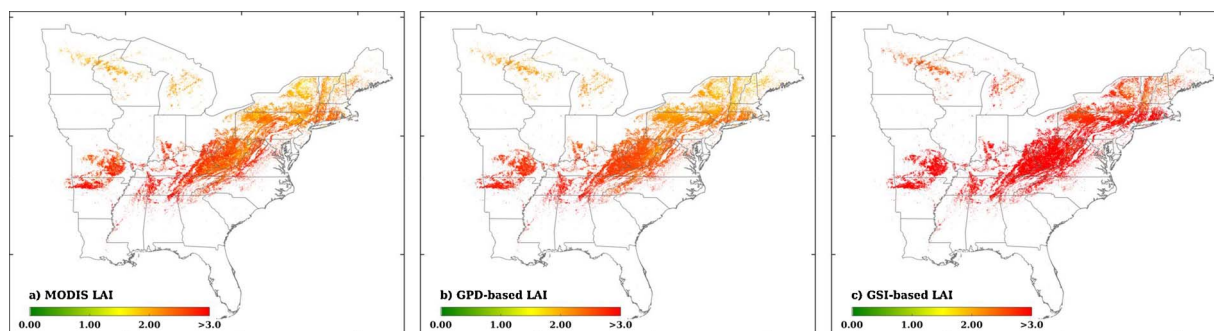 a) MODIS LAI
0.00 1.00 2.00 >3.0
b) GPD-based LAI
0.00 1.00 2.00 >3.0
c) GSI-based LAI
0.00 1.00 2.00 >3.0